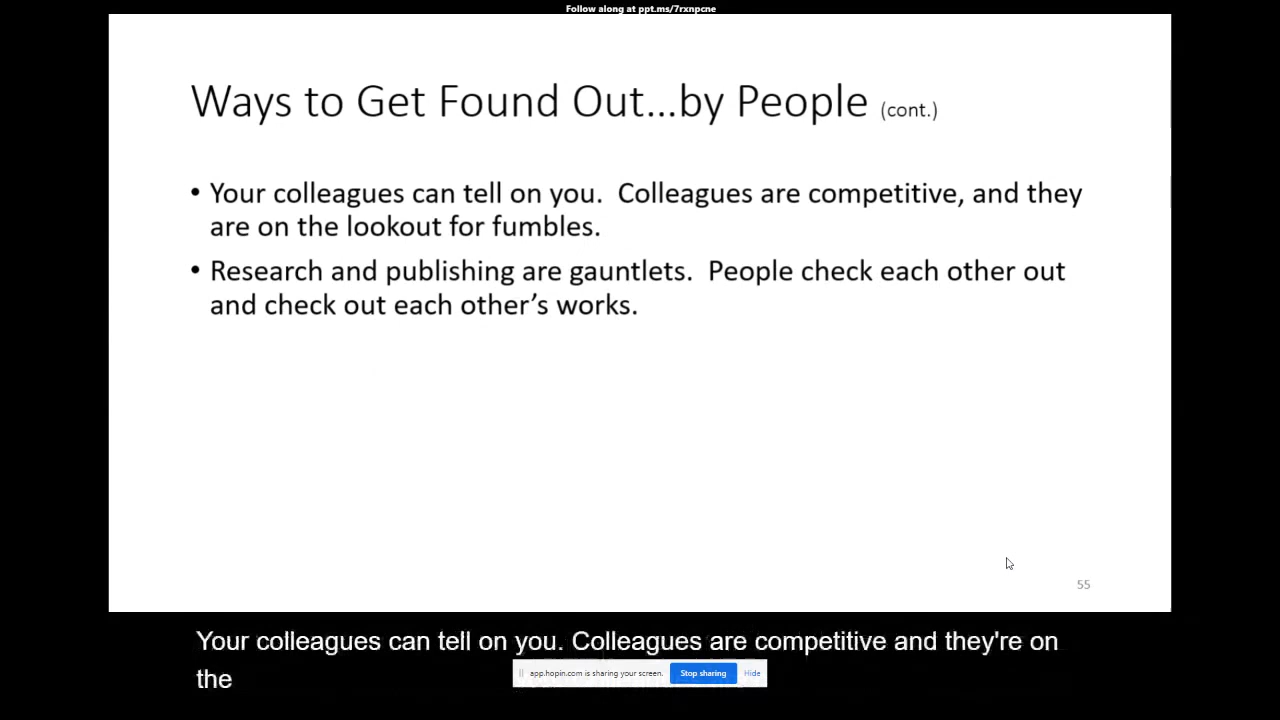 Follow along at ppt.ms/7rxnpcne
Ways to Get Found Out...by People (cont.)
• Your colleagues can tell on you.  Colleagues are competitive, and they
are on the lookout for fumbles.
• Research and publishing are gauntlets.  People check each other out
and check out each other’s works.
55
Your colleagues can tell on you. Colleagues are competitive and they're on
the
app.hopin.com is sharing your screen. Stop sharing Hide